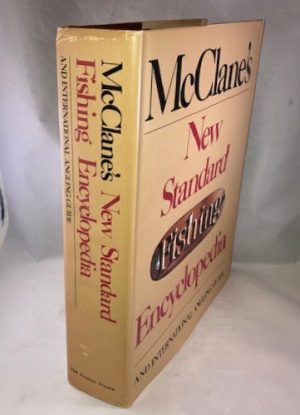 McClane's New Standard
Fishing Encyclopedia
AND INTERNATIONAL ANGLING GUIDE
McClane's
New
Standard
Fishing
Encyclopedia
AND INTERNATIONAL ANGLING GUIDE